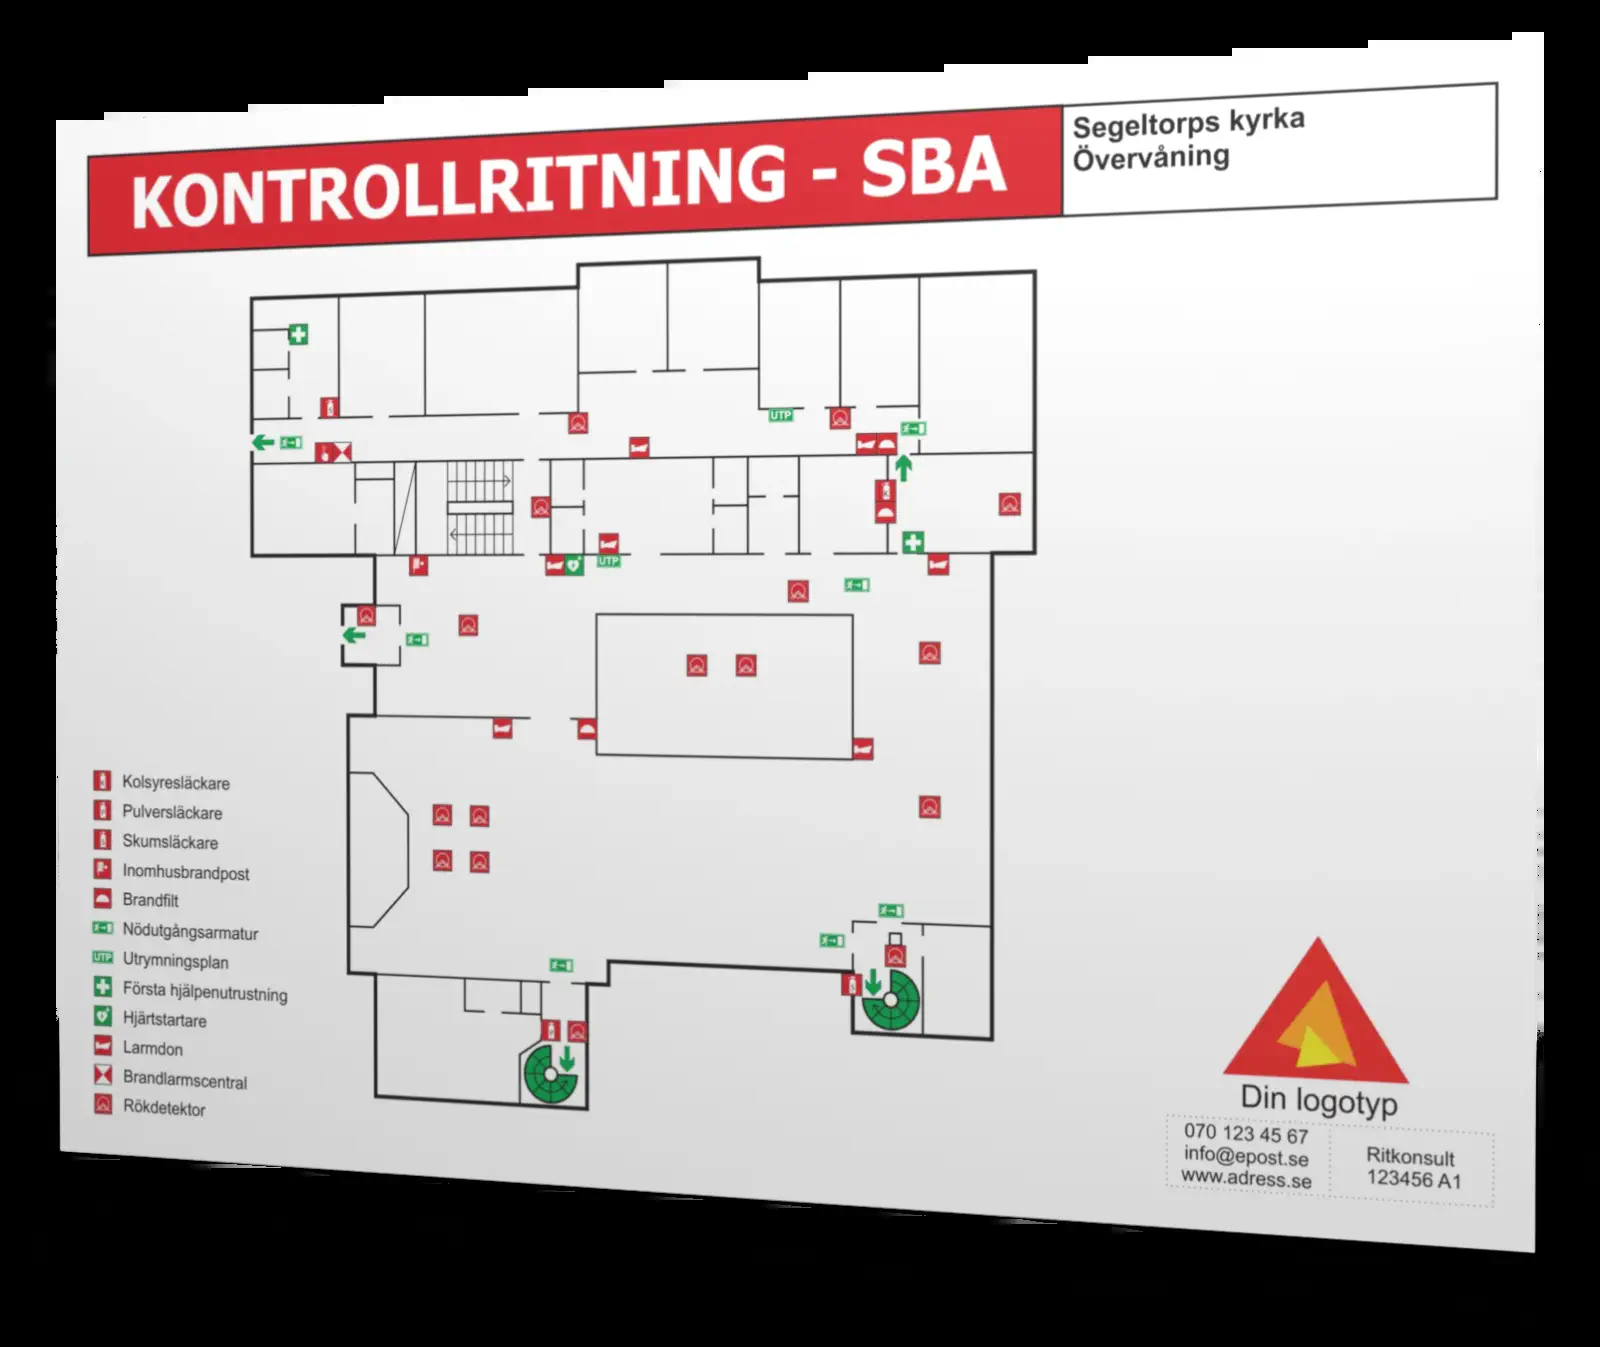 KONTROLLRITNING - SBA
Segeltorps kyrka
Övervåning
UTP
UTP
Kolsyresläckare
Pulversläckare
Skumsläckare
Inomhusbrandpost
Brandfilt
Nödutgångsarmatur
UTP Utrymningsplan
Första hjälpenutrustning
Hjärtstartare
Larmdon
Brandlarmscentral
Rökdetektor
Din logotyp
070 123 45 67
info@epost.se
www.adress.se
Ritkonsult
123456 A1